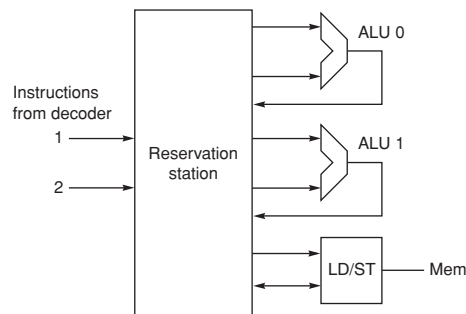 ALU 0
Instructions
from decoder
1
2
Reservation
station
ALU 1
LD/ST
Mem